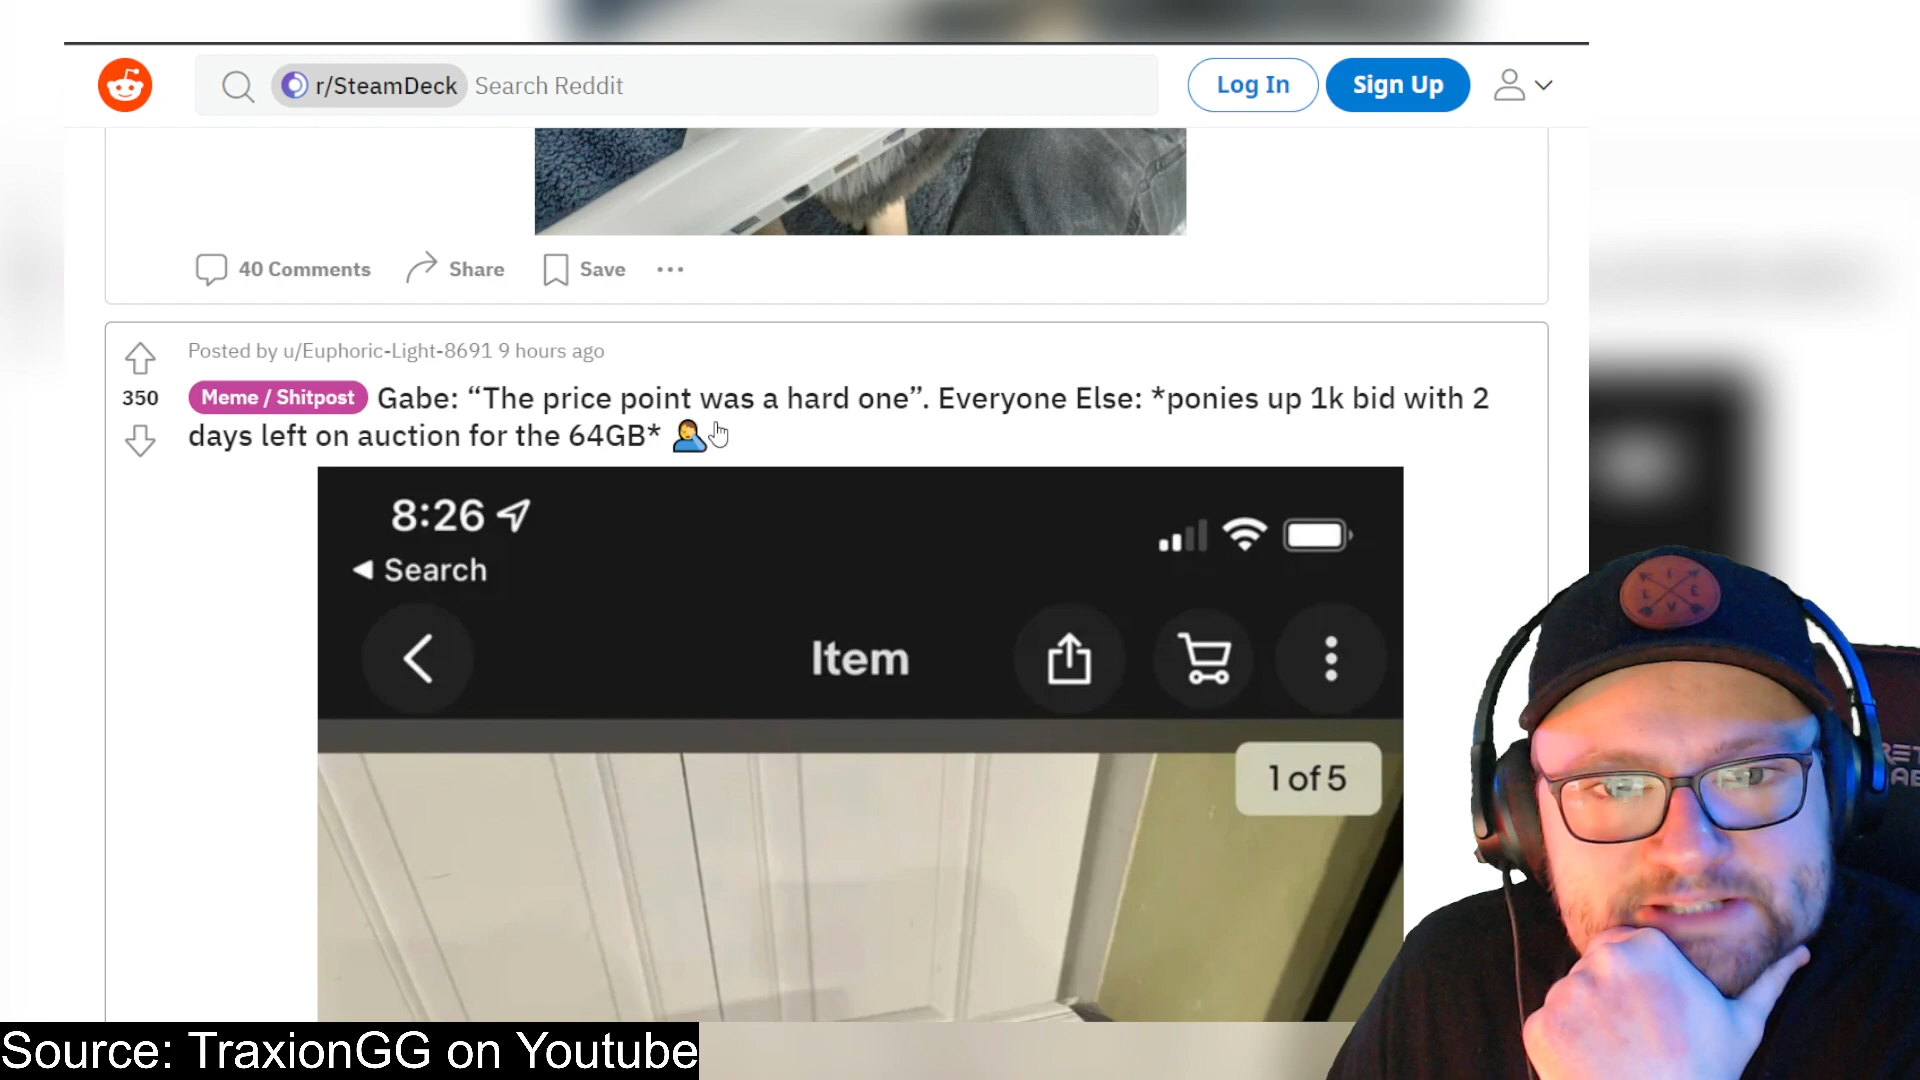 r/SteamDeck Search Reddit Log In Sign Up
40 Comments Share Save
Posted by u/Euphoric-Light-8691 9 hours ago
350
Meme / Shitpost Gabe: “The price point was a hard one”. Everyone Else: *ponies up 1k bid with 2
days left on auction for the 64GB* 🤦
8:26
Search
Item
1 of 5
L I V E
Source: TraxionGG on Youtube